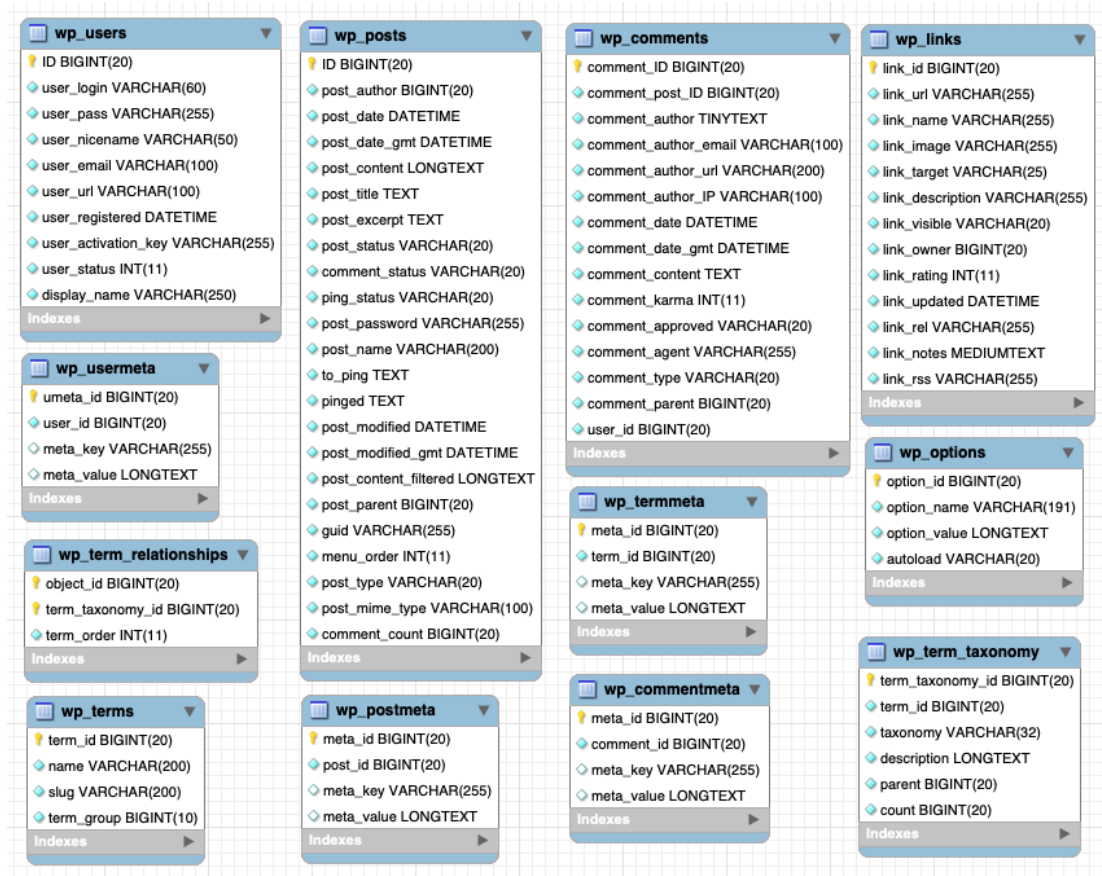 wp_users
ID BIGINT(20)
user_login VARCHAR(60)
user_pass VARCHAR(255)
user_nicename VARCHAR(50)
user_email VARCHAR(100)
user_url VARCHAR(100)
user_registered DATETIME
user_activation_key VARCHAR(255)
user_status INT(11)
display_name VARCHAR(250)
Indexes
wp_usermeta
umeta_id BIGINT(20)
user_id BIGINT(20)
meta_key VARCHAR(255)
meta_value LONGTEXT
Indexes
wp_term_relationships
object_id BIGINT(20)
term_taxonomy_id BIGINT(20)
term_order INT(11)
Indexes
wp_terms
term_id BIGINT(20)
name VARCHAR(200)
slug VARCHAR(200)
term_group BIGINT(10)
Indexes
wp_posts
ID BIGINT(20)
post_author BIGINT(20)
post_date DATETIME
post_date_gmt DATETIME
post_content LONGTEXT
post_title TEXT
post_excerpt TEXT
post_status VARCHAR(20)
comment_status VARCHAR(20)
ping_status VARCHAR(20)
post_password VARCHAR(255)
post_name VARCHAR(200)
to_ping TEXT
pinged TEXT
post_modified DATETIME
post_modified_gmt DATETIME
post_content_filtered LONGTEXT
post_parent BIGINT(20)
guid VARCHAR(255)
menu_order INT(11)
post_type VARCHAR(20)
post_mime_type VARCHAR(100)
comment_count BIGINT(20)
Indexes
wp_postmeta
meta_id BIGINT(20)
post_id BIGINT(20)
meta_key VARCHAR(255)
meta_value LONGTEXT
Indexes
wp_comments
comment_ID BIGINT(20)
comment_post_ID BIGINT(20)
comment_author TINYTEXT
comment_author_email VARCHAR(100)
comment_author_url VARCHAR(200)
comment_author_IP VARCHAR(100)
comment_date DATETIME
comment_date_gmt DATETIME
comment_content TEXT
comment_karma INT(11)
comment_approved VARCHAR(20)
comment_agent VARCHAR(255)
comment_type VARCHAR(20)
comment_parent BIGINT(20)
user_id BIGINT(20)
Indexes
wp_termmeta
meta_id BIGINT(20)
term_id BIGINT(20)
meta_key VARCHAR(255)
meta_value LONGTEXT
Indexes
wp_commentmeta
meta_id BIGINT(20)
comment_id BIGINT(20)
meta_key VARCHAR(255)
meta_value LONGTEXT
Indexes
wp_links
link_id BIGINT(20)
link_url VARCHAR(255)
link_name VARCHAR(255)
link_image VARCHAR(255)
link_target VARCHAR(25)
link_description VARCHAR(255)
link_visible VARCHAR(20)
link_owner BIGINT(20)
link_rating INT(11)
link_updated DATETIME
link_rel VARCHAR(255)
link_notes MEDIUMTEXT
link_rss VARCHAR(255)
Indexes
wp_options
option_id BIGINT(20)
option_name VARCHAR(191)
option_value LONGTEXT
autoload VARCHAR(20)
Indexes
wp_term_taxonomy
term_taxonomy_id BIGINT(20)
term_id BIGINT(20)
taxonomy VARCHAR(32)
description LONGTEXT
parent BIGINT(20)
count BIGINT(20)
Indexes